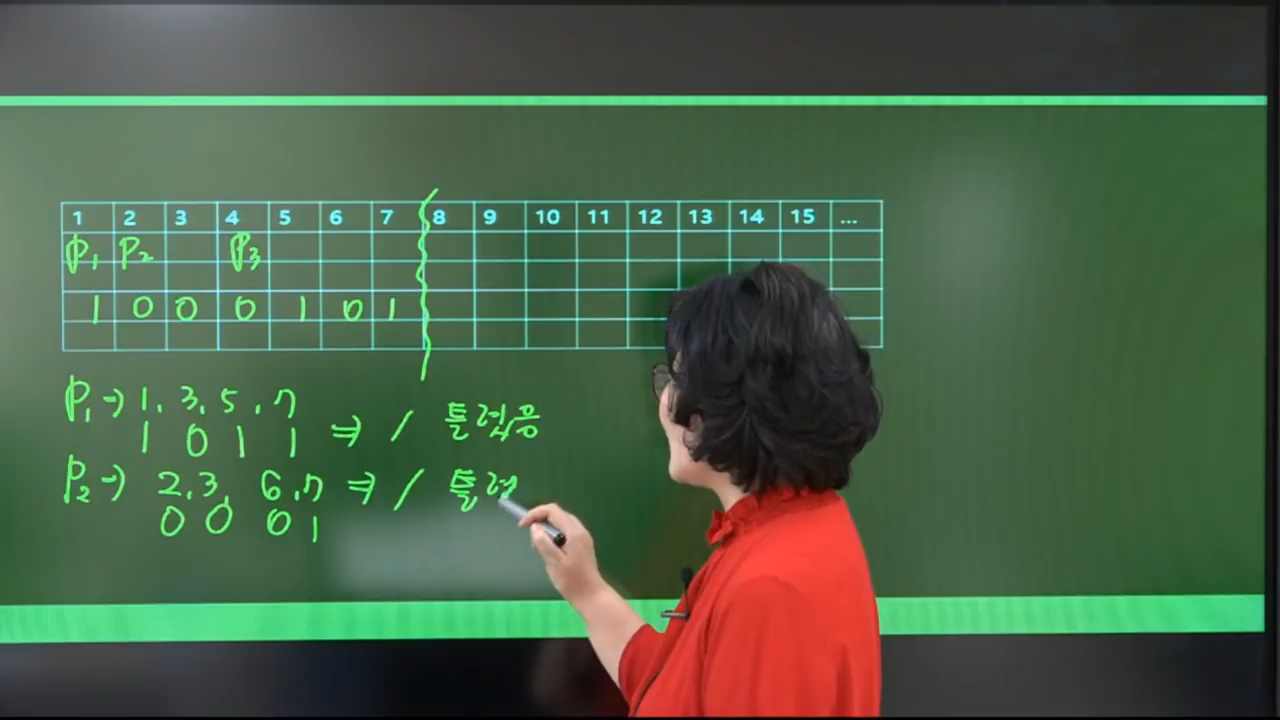 1 2 3 4 5 6 7 8 9 10 11 12 13 14 15 ...
P₁ P₂ P₃
1 0 0 0 1 0 1
P₁→ 1. 3. 5. 7
1 0 1 1 ⇒ 1 틀렸음
P₂→ 2.3, 6.7 ⇒ 1 틀렸
0 0 0 1